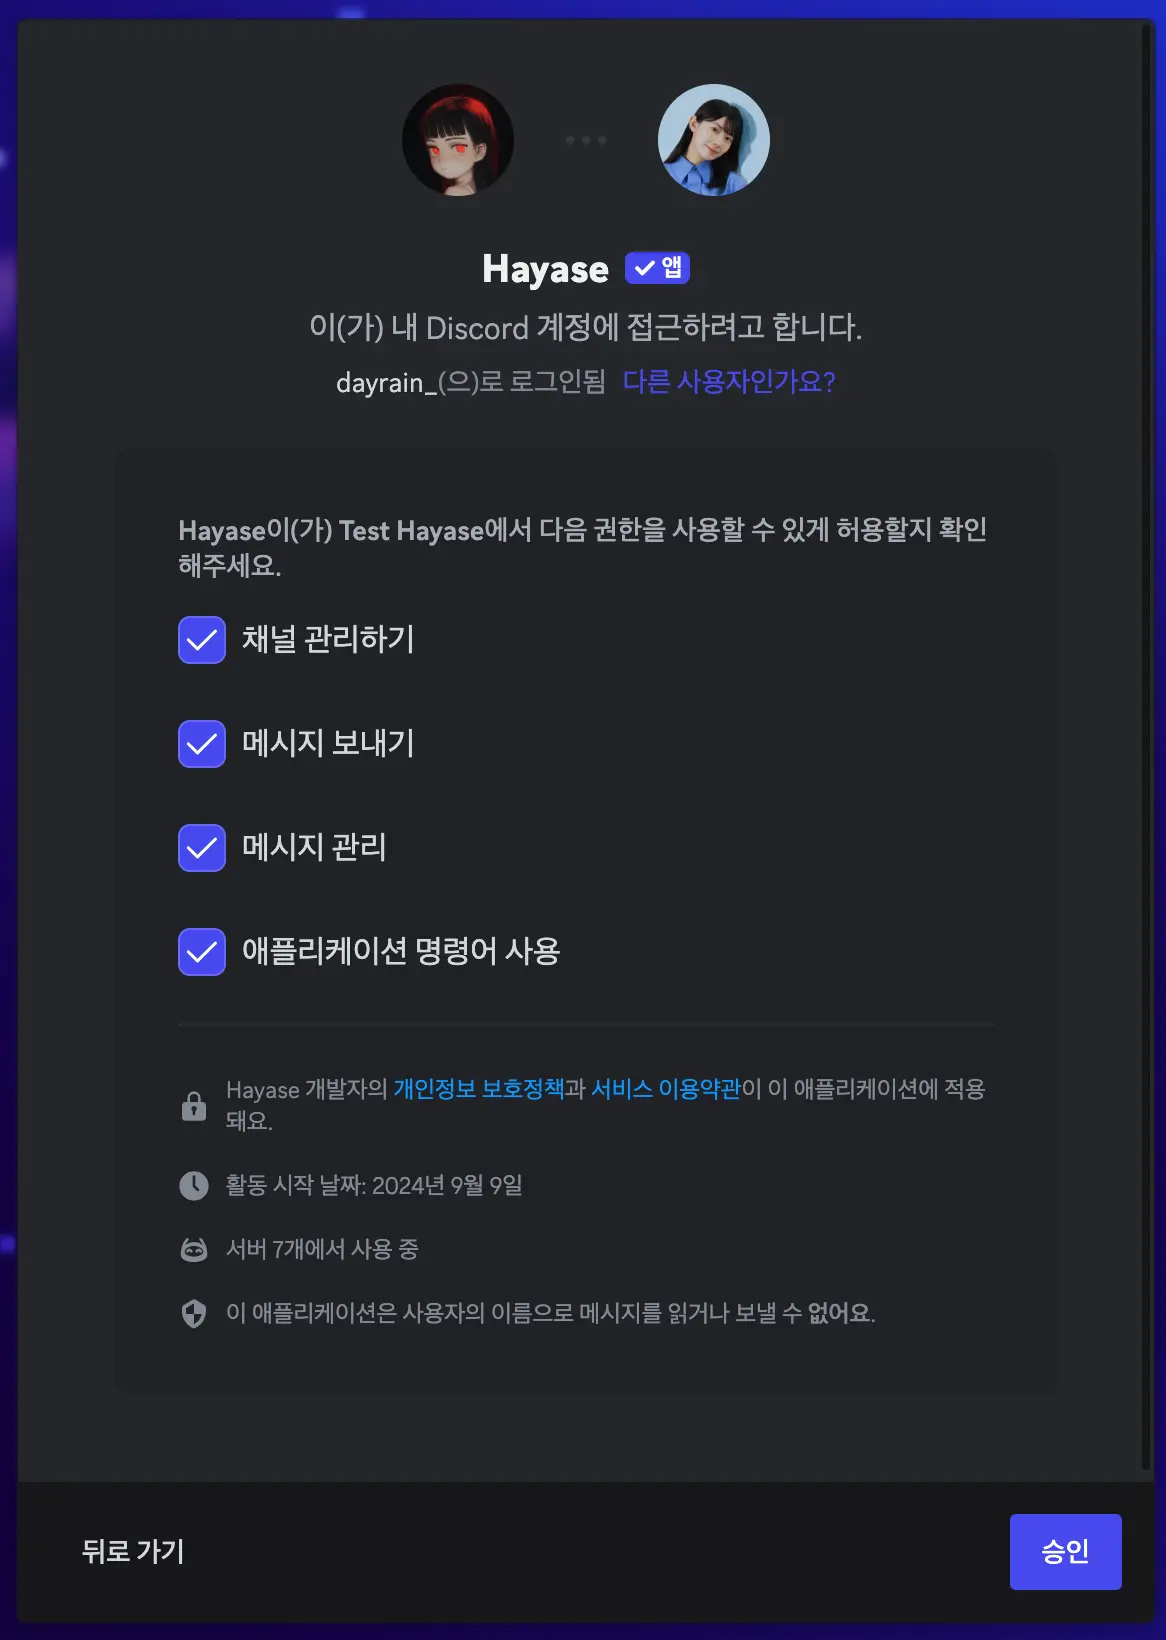 Hayase 앱
이(가) 내 Discord 계정에 접근하려고 합니다.
dayrain_(으)로 로그인됨 다른 사용자인가요?
Hayase이(가) Test Hayase에서 다음 권한을 사용할 수 있게 허용할지 확인
해주세요.
채널 관리하기
메시지 보내기
메시지 관리
애플리케이션 명령어 사용
Hayase 개발자의 개인정보 보호정책과 서비스 이용약관이 이 애플리케이션에 적용
돼요.
활동 시작 날짜: 2024년 9월 9일
서버 7개에서 사용 중
이 애플리케이션은 사용자의 이름으로 메시지를 읽거나 보낼 수 없어요.
뒤로 가기
승인